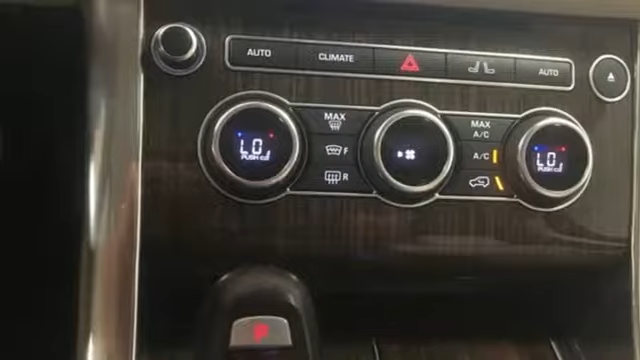 AUTO CLIMATE AUTO
MAX
MAX
A/C
LO
PUSH
F
A/C
LO
PUSH
R
P